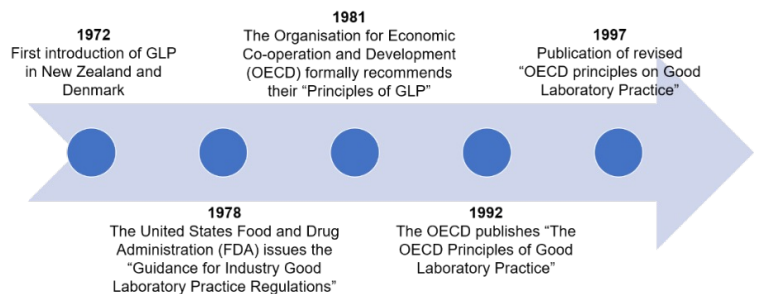 1972
First introduction of GLP
in New Zealand and
Denmark
1978
The United States Food and Drug
Administration (FDA) issues the
“Guidance for Industry Good
Laboratory Practice Regulations”
1981
The Organisation for Economic
Co-operation and Development
(OECD) formally recommends
their “Principles of GLP”
1992
The OECD publishes “The
OECD Principles of Good
Laboratory Practice”
1997
Publication of revised
“OECD principles on Good
Laboratory Practice”